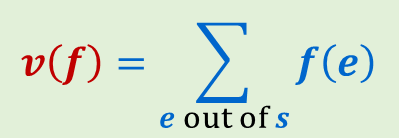 v(f) = ∑ f(e)
e out of s